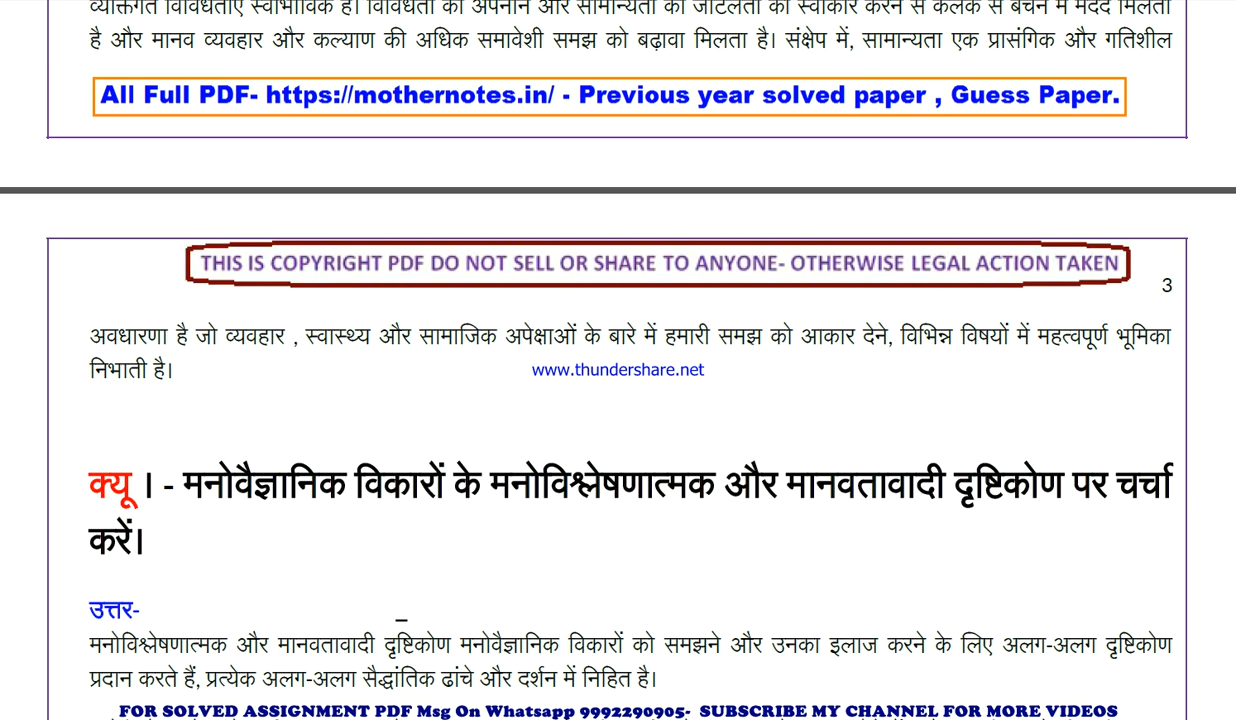 व्यक्तिगत विविधताएं स्वाभाविक हैं। विविधता को अपनाने और सामान्यता की जटिलता को स्वीकार करने से कलंक से बचने में मदद मिलती
है और मानव व्यवहार और कल्याण की अधिक समावेशी समझ को बढ़ावा मिलता है। संक्षेप में, सामान्यता एक प्रासंगिक और गतिशील
All Full PDF- https://mothernotes.in/ - Previous year solved paper , Guess Paper.
THIS IS COPYRIGHT PDF DO NOT SELL OR SHARE TO ANYONE- OTHERWISE LEGAL ACTION TAKEN
3
अवधारणा है जो व्यवहार , स्वास्थ्य और सामाजिक अपेक्षाओं के बारे में हमारी समझ को आकार देने, विभिन्न विषयों में महत्वपूर्ण भूमिका
निभाती है।
www.thundershare.net
क्यू । - मनोवैज्ञानिक विकारों के मनोविश्लेषणात्मक और मानवतावादी दृष्टिकोण पर चर्चा
करें।
उत्तर-
मनोविश्लेषणात्मक और मानवतावादी दृष्टिकोण मनोवैज्ञानिक विकारों को समझने और उनका इलाज करने के लिए अलग-अलग दृष्टिकोण
प्रदान करते हैं, प्रत्येक अलग-अलग सैद्धांतिक ढांचे और दर्शन में निहित है।
FOR SOLVED ASSIGNMENT PDF Msg On Whatsapp 9992290905- SUBSCRIBE MY CHANNEL FOR MORE VIDEOS